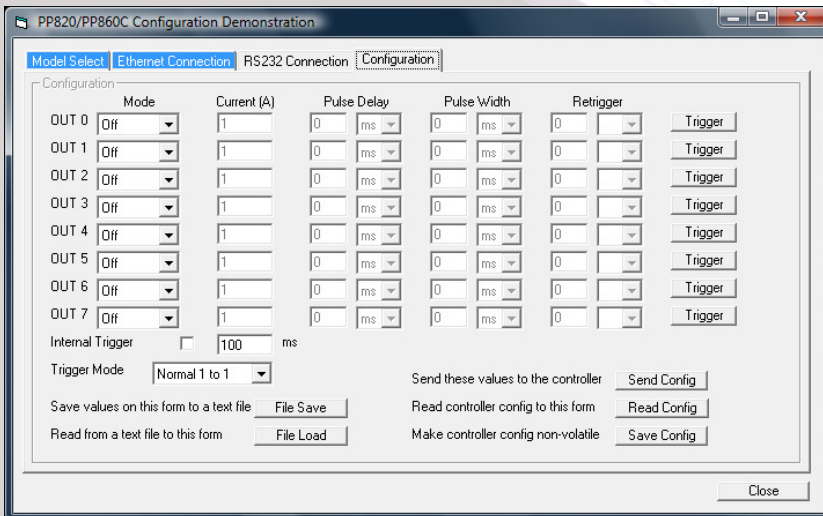 PP820/PP860C Configuration Demonstration
Model Select Ethernet Connection RS232 Connection Configuration
Configuration
Mode Current (A) Pulse Delay Pulse Width Retrigger
OUT 0 Off 1 0 ms 0 ms 0 Trigger
OUT 1 Off 1 0 ms 0 ms 0 Trigger
OUT 2 Off 1 0 ms 0 ms 0 Trigger
OUT 3 Off 1 0 ms 0 ms 0 Trigger
OUT 4 Off 1 0 ms 0 ms 0 Trigger
OUT 5 Off 1 0 ms 0 ms 0 Trigger
OUT 6 Off 1 0 ms 0 ms 0 Trigger
OUT 7 Off 1 0 ms 0 ms 0 Trigger
Internal Trigger 100 ms
Trigger Mode Normal 1 to 1
Send these values to the controller Send Config
Save values on this form to a text file File Save
Read controller config to this form Read Config
Read from a text file to this form File Load
Make controller config non-volatile Save Config
Close